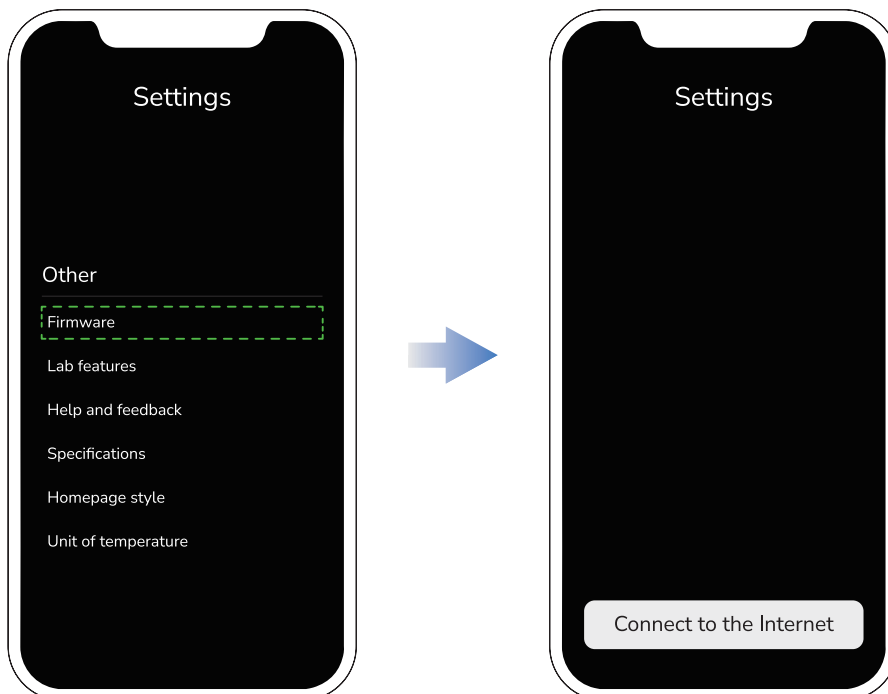 Settings
Other
Firmware
Lab features
Help and feedback
Specifications
Homepage style
Unit of temperature
Settings
Connect to the Internet